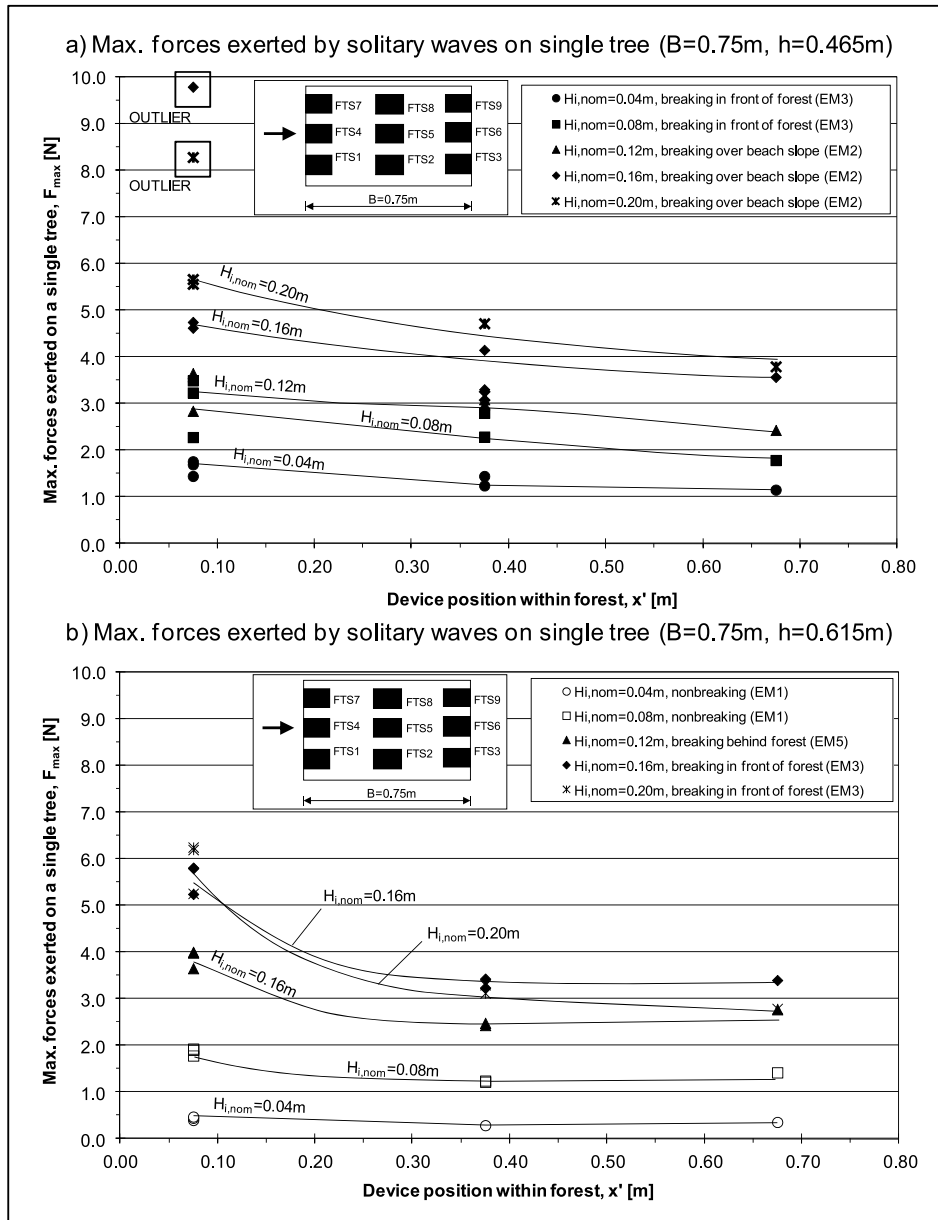 a) Max. forces exerted by solitary waves on single tree (B=0.75m, h=0.465m)
Max. forces exerted on a single tree, Fmax [N]
10.0
9.0
8.0
7.0
6.0
5.0
4.0
3.0
2.0
1.0
0.0
OUTLIER
OUTLIER
FTS7 FTS8 FTS9
FTS4 FTS5 FTS6
FTS1 FTS2 FTS3
B=0.75m
Hi,nom=0.04m, breaking in front of forest (EM3)
Hi,nom=0.08m, breaking in front of forest (EM3)
Hi,nom=0.12m, breaking over beach slope (EM2)
Hi,nom=0.16m, breaking over beach slope (EM2)
Hi,nom=0.20m, breaking over beach slope (EM2)
Hi,nom=0.20m
Hi,nom=0.16m
Hi,nom=0.12m
Hi,nom=0.08m
Hi,nom=0.04m
0.00 0.10 0.20 0.30 0.40 0.50 0.60 0.70 0.80
Device position within forest, x' [m]
b) Max. forces exerted by solitary waves on single tree (B=0.75m, h=0.615m)
Max. forces exerted on a single tree, Fmax [N]
10.0
9.0
8.0
7.0
6.0
5.0
4.0
3.0
2.0
1.0
0.0
FTS7 FTS8 FTS9
FTS4 FTS5 FTS6
FTS1 FTS2 FTS3
B=0.75m
Hi,nom=0.04m, nonbreaking (EM1)
Hi,nom=0.08m, nonbreaking (EM1)
Hi,nom=0.12m, breaking behind forest (EM5)
Hi,nom=0.16m, breaking in front of forest (EM3)
Hi,nom=0.20m, breaking in front of forest (EM3)
Hi,nom=0.16m
Hi,nom=0.20m
Hi,nom=0.16m
Hi,nom=0.08m
Hi,nom=0.04m
0.00 0.10 0.20 0.30 0.40 0.50 0.60 0.70 0.80
Device position within forest, x' [m]